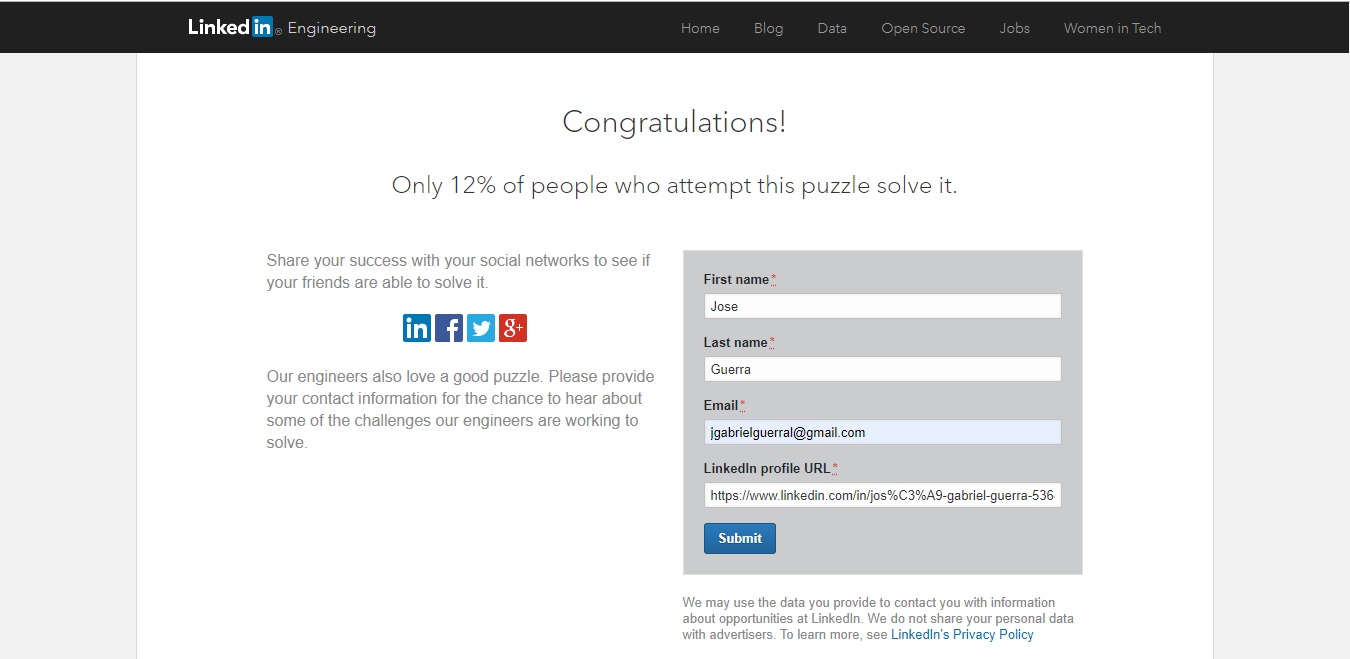 Linked in ® Engineering
Home Blog Data Open Source Jobs Women in Tech
Congratulations!
Only 12% of people who attempt this puzzle solve it.
Share your success with your social networks to see if
your friends are able to solve it.
in f g+
Our engineers also love a good puzzle. Please provide
your contact information for the chance to hear about
some of the challenges our engineers are working to
solve.
First name*
Jose
Last name*
Guerra
Email*
jgabrielguerral@gmail.com
LinkedIn profile URL*
https://www.linkedin.com/in/jos%C3%A9-gabriel-guerra-536
Submit
We may use the data you provide to contact you with information
about opportunities at LinkedIn. We do not share your personal data
with advertisers. To learn more, see LinkedIn's Privacy Policy